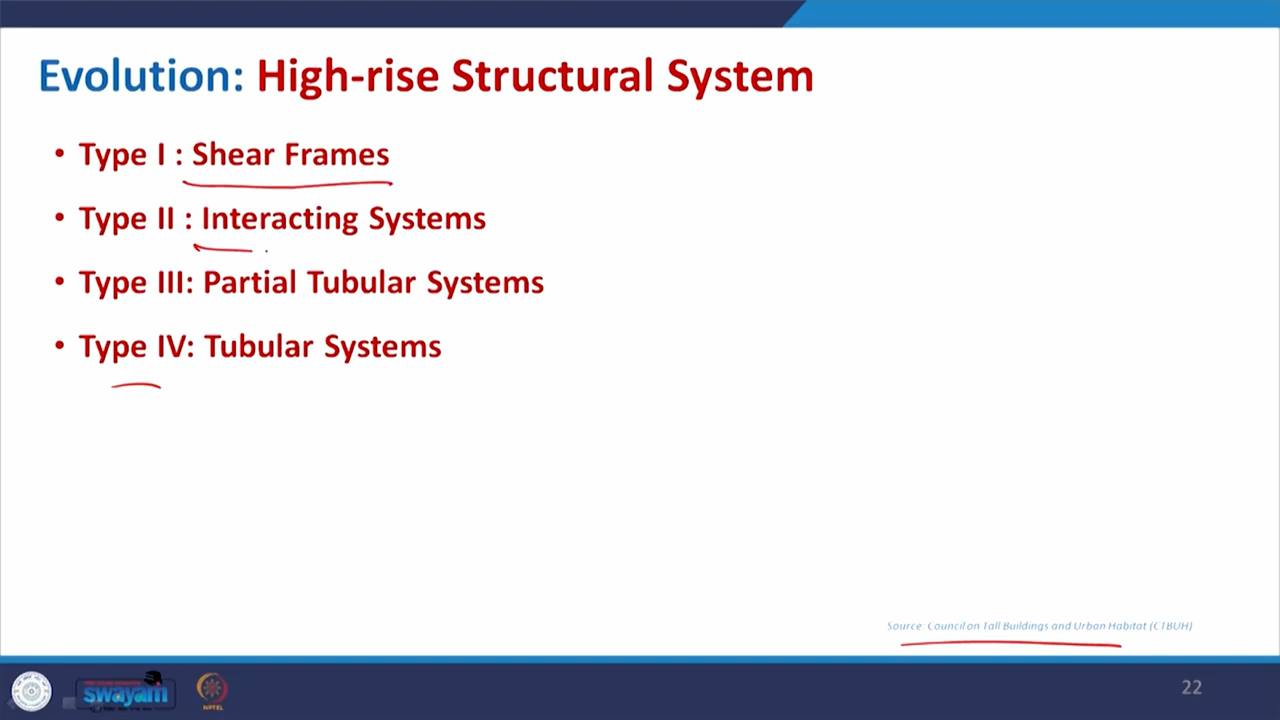 Evolution: High-rise Structural System
• Type I : Shear Frames
• Type II : Interacting Systems
• Type III: Partial Tubular Systems
• Type IV: Tubular Systems
Source: Council on Tall Buildings and Urban Habitat (CTBUH)
swayam
NPTEL
22